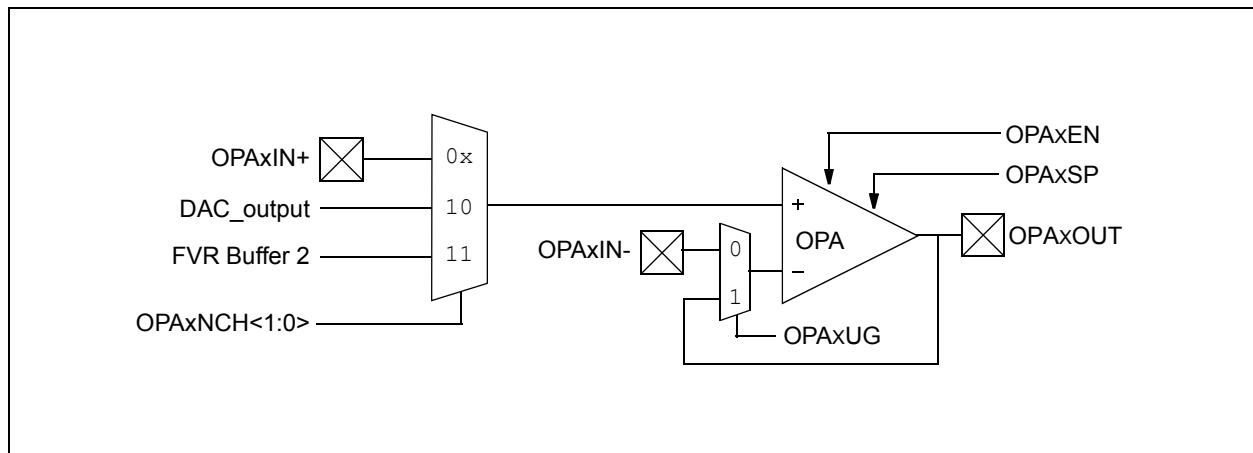 OPAxIN+
0x
DAC_output
10
FVR Buffer 2
11
OPAxNCH<1:0>
OPAxEN
OPAxSP
+
OPA
−
OPAxIN-
0
1
OPAxUG
OPAxOUT